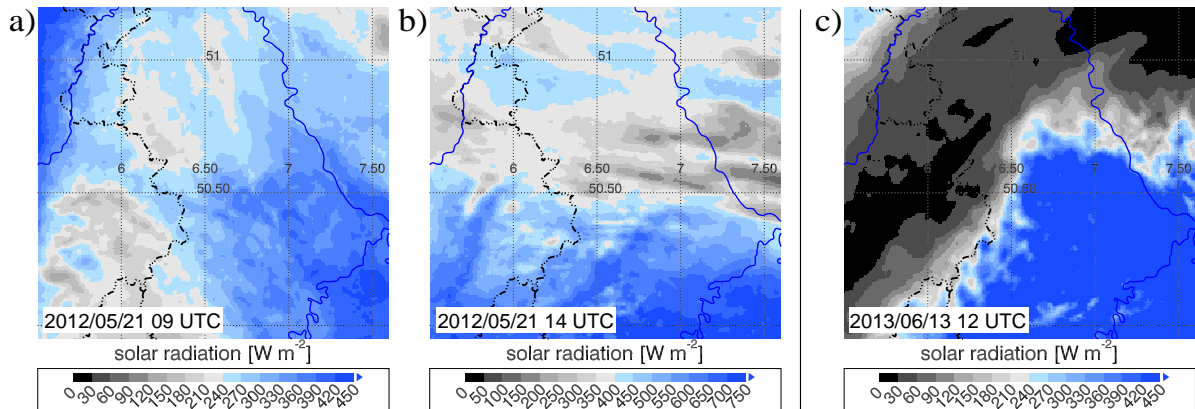 a)
51
6 6.50 7 7.50
50.50
2012/05/21 09 UTC
solar radiation [W m⁻²]
0 30 60 90 120 150 180 210 240 270 300 330 360 390 420 450
b)
51
6 6.50 7 7.50
50.50
2012/05/21 14 UTC
solar radiation [W m⁻²]
0 50 100 150 200 250 300 350 400 450 500 550 600 650 700 750
c)
51
6 6.50 7 7.50
50.50
2013/06/13 12 UTC
solar radiation [W m⁻²]
0 30 60 90 120 150 180 210 240 270 300 330 360 390 420 450